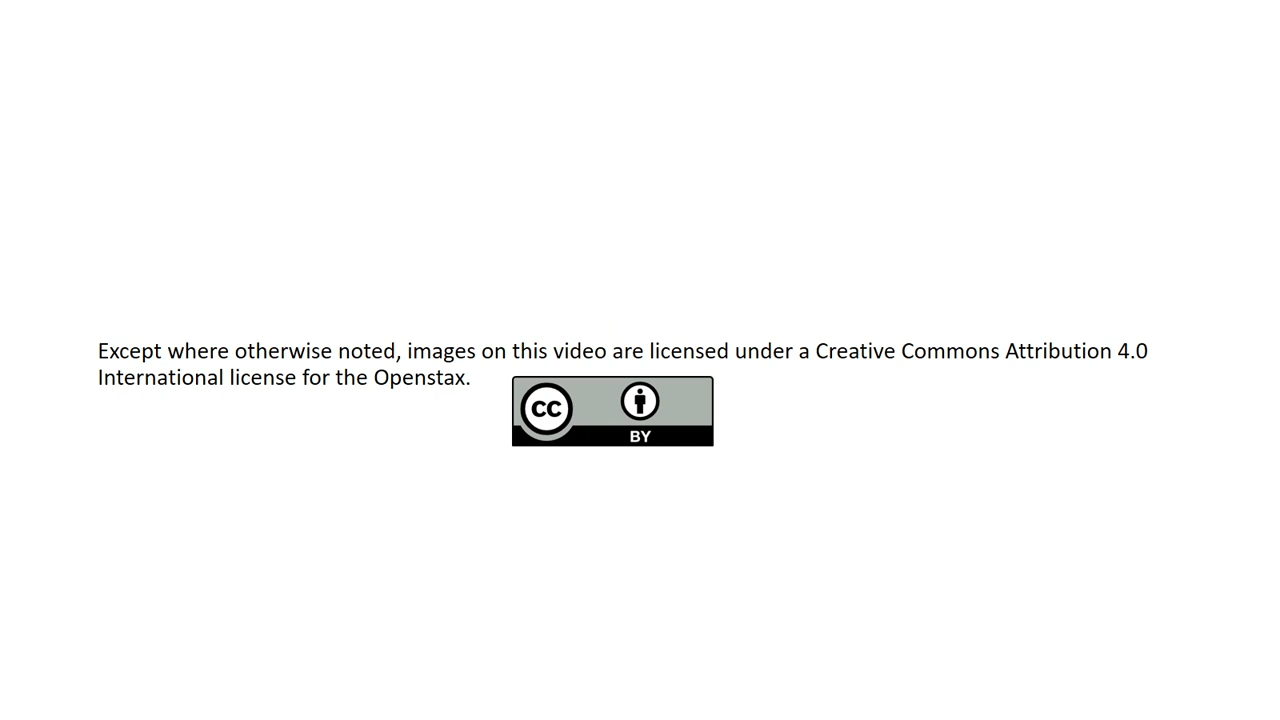 Except where otherwise noted, images on this video are licensed under a Creative Commons Attribution 4.0
International license for the Openstax.
CC
BY